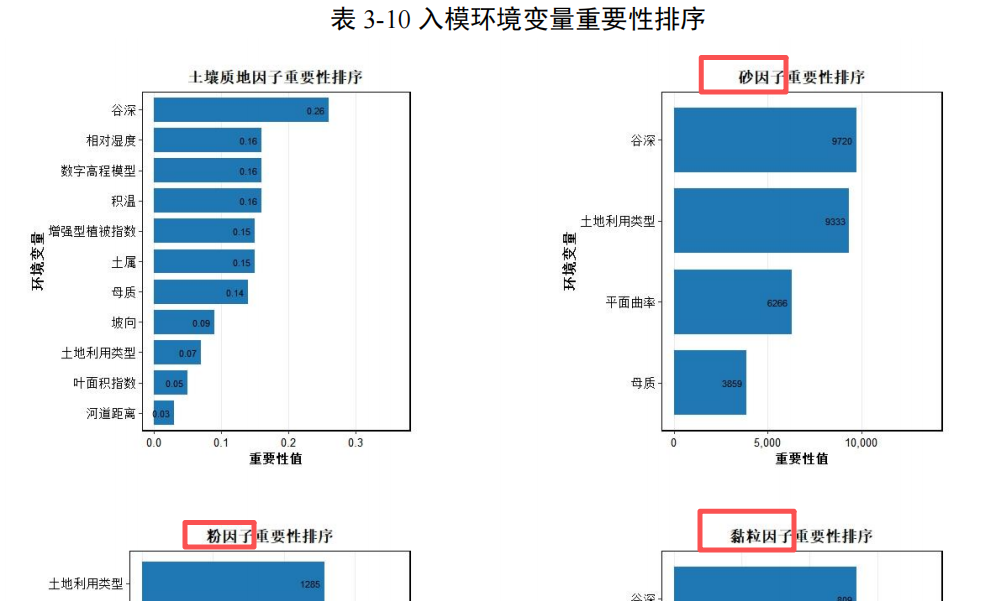 表 3-10 入模环境变量重要性排序
土壤质地因子重要性排序
环境变量
谷深 0.26
相对湿度 0.16
数字高程模型 0.16
积温 0.16
增强型植被指数 0.15
土属 0.15
母质 0.14
坡向 0.09
土地利用类型 0.07
叶面积指数 0.05
河道距离 0.03
0.0 0.1 0.2 0.3
重要性值
砂因子重要性排序
环境变量
谷深 9720
土地利用类型 9333
平面曲率 6266
母质 3859
0 5,000 10,000
重要性值
粉因子重要性排序
土地利用类型 1285
黏粒因子重要性排序
谷深 809